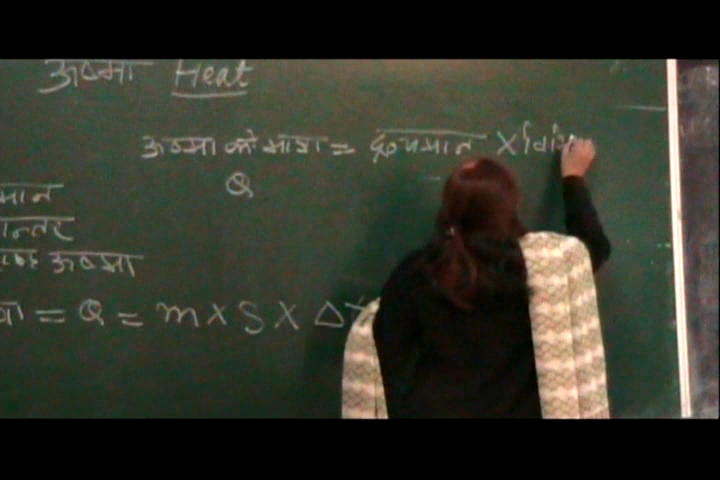 ऊष्मा Heat
ऊष्मा की मात्रा = द्रव्यमान X विशि
Q
मान
ान्तर
ऊष्मा
= Q = m X S X Δ